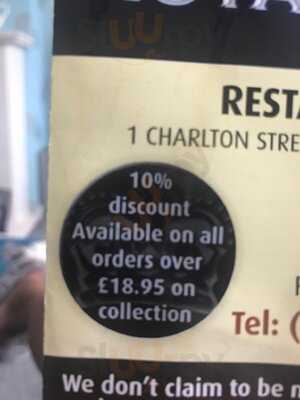 REST
1 CHARLTON STRE
10%
discount
Available on all
orders over
£18.95 on
collection
Tel: (
We don't claim to be